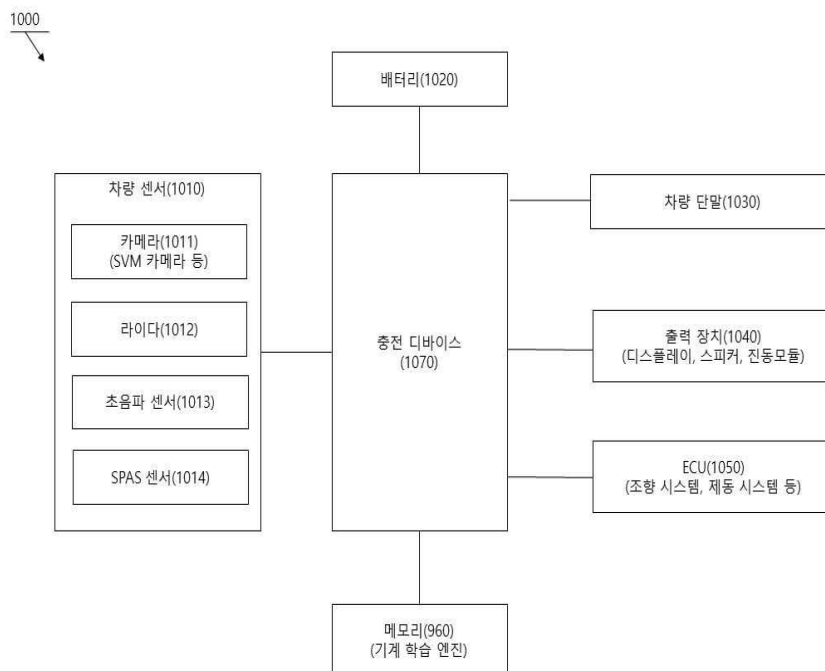 1000
배터리(1020)
차량 센서(1010)
카메라(1011)
(SVM 카메라 등)
라이다(1012)
초음파 센서(1013)
SPAS 센서(1014)
충전 디바이스
(1070)
차량 단말(1030)
출력 장치(1040)
(디스플레이, 스피커, 진동모듈)
ECU(1050)
(조향 시스템, 제동 시스템 등)
메모리(960)
(기계 학습 엔진)